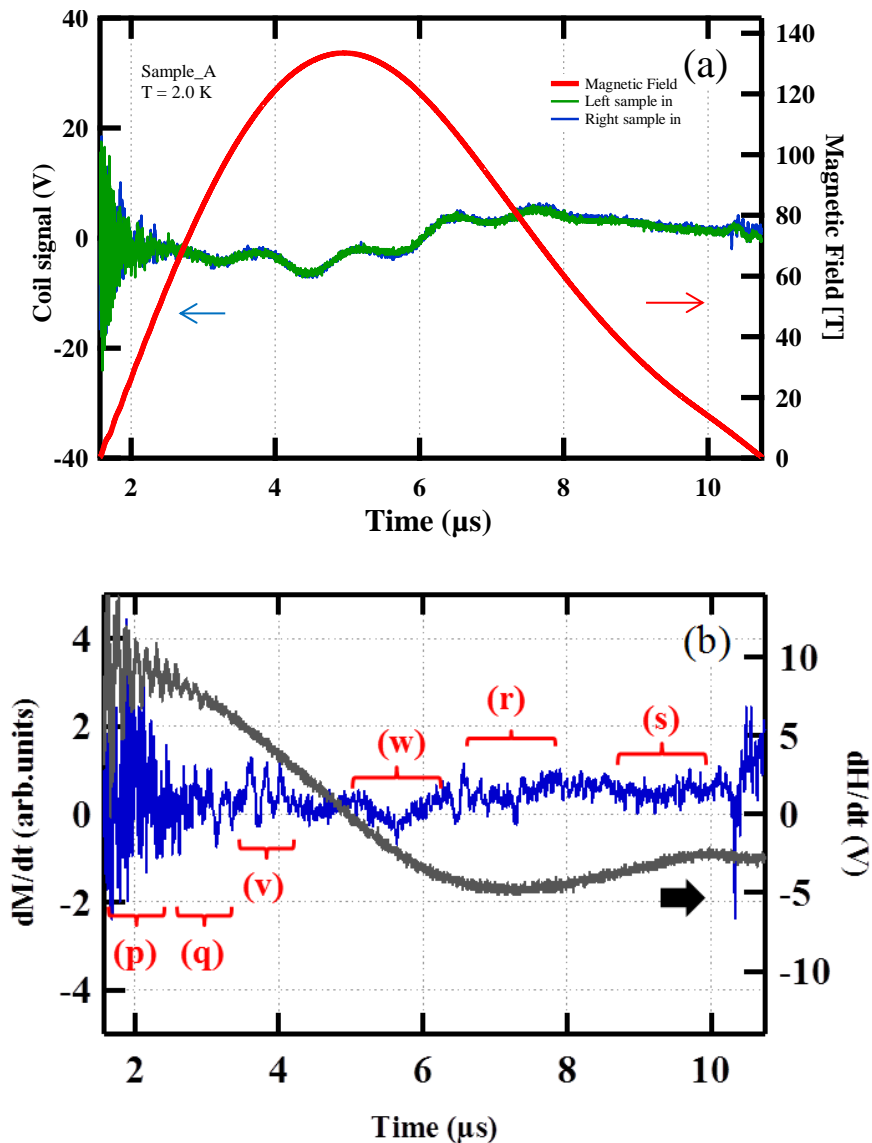 40
20
0
-20
-40
Coil signal (V)
Sample_A
T = 2.0 K
(a)
Magnetic Field
Left sample in
Right sample in
140
120
100
80
60
40
20
0
Magnetic Field [T]
2 4 6 8 10
Time (µs)
4
2
0
-2
-4
dM/dt (arb.units)
(b)
(r)
(s)
(w)
(v)
(p) (q)
10
5
0
-5
-10
dH/dt (V)
2 4 6 8 10
Time (µs)